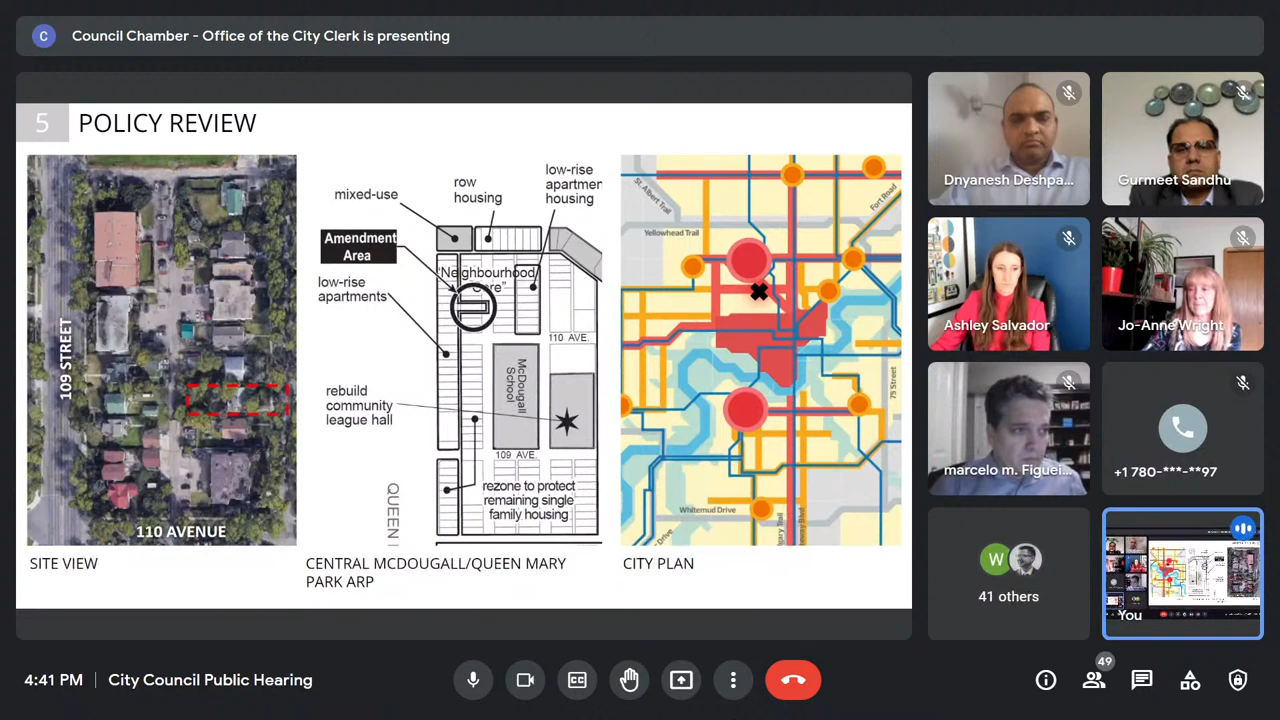 C
Council Chamber - Office of the City Clerk is presenting
5 POLICY REVIEW
109 STREET
110 AVENUE
SITE VIEW
mixed-use
row
housing
low-rise
apartmen
housing
Amendment
Area
"Neighbourhood
ore"
low-rise
apartments
110 AVE.
McDougall
School
rebuild
community
league hall
109 AVE.
QUEEN
rezone to protect
remaining single
family housing
CENTRAL MCDOUGALL/QUEEN MARY
PARK ARP
St. Albert Trail
Fort Road
Yellowhead Trail
75 Street
Whitemud Drive
CITY PLAN
Dnyanesh Deshpa...
Gurmeet Sandhu
Ashley Salvador
Jo-Anne Wright
marcelo m. Figuei...
+1 780-***-**97
W
41 others
You
4:41 PM | City Council Public Hearing
CC
49